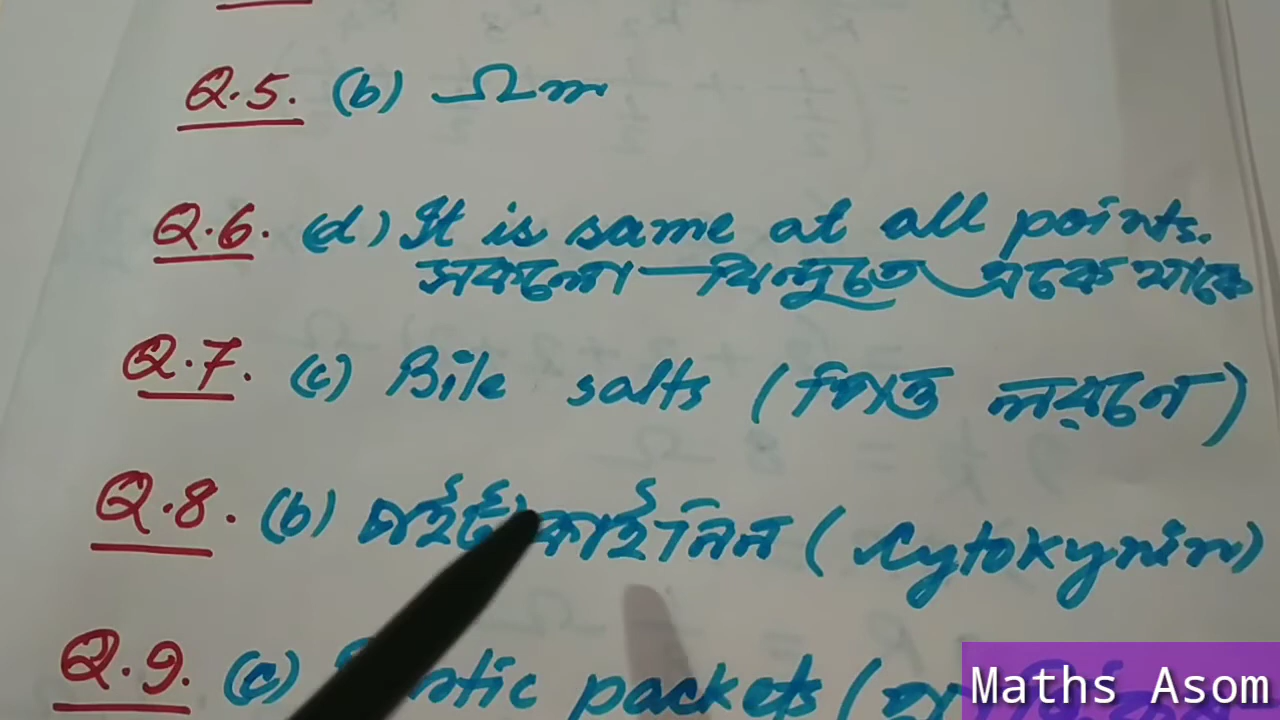 Q.5. (b) Ωm
Q.6. (d) It is same at all points.
সকলো বিন্দুতে একে থাকে
Q.7. (c) Bile salts (পিত্ত লৱণে)
Q.8. (b) চাইটোকাইনিন (Cytokynin)
Q.9. packets (
Maths Asom